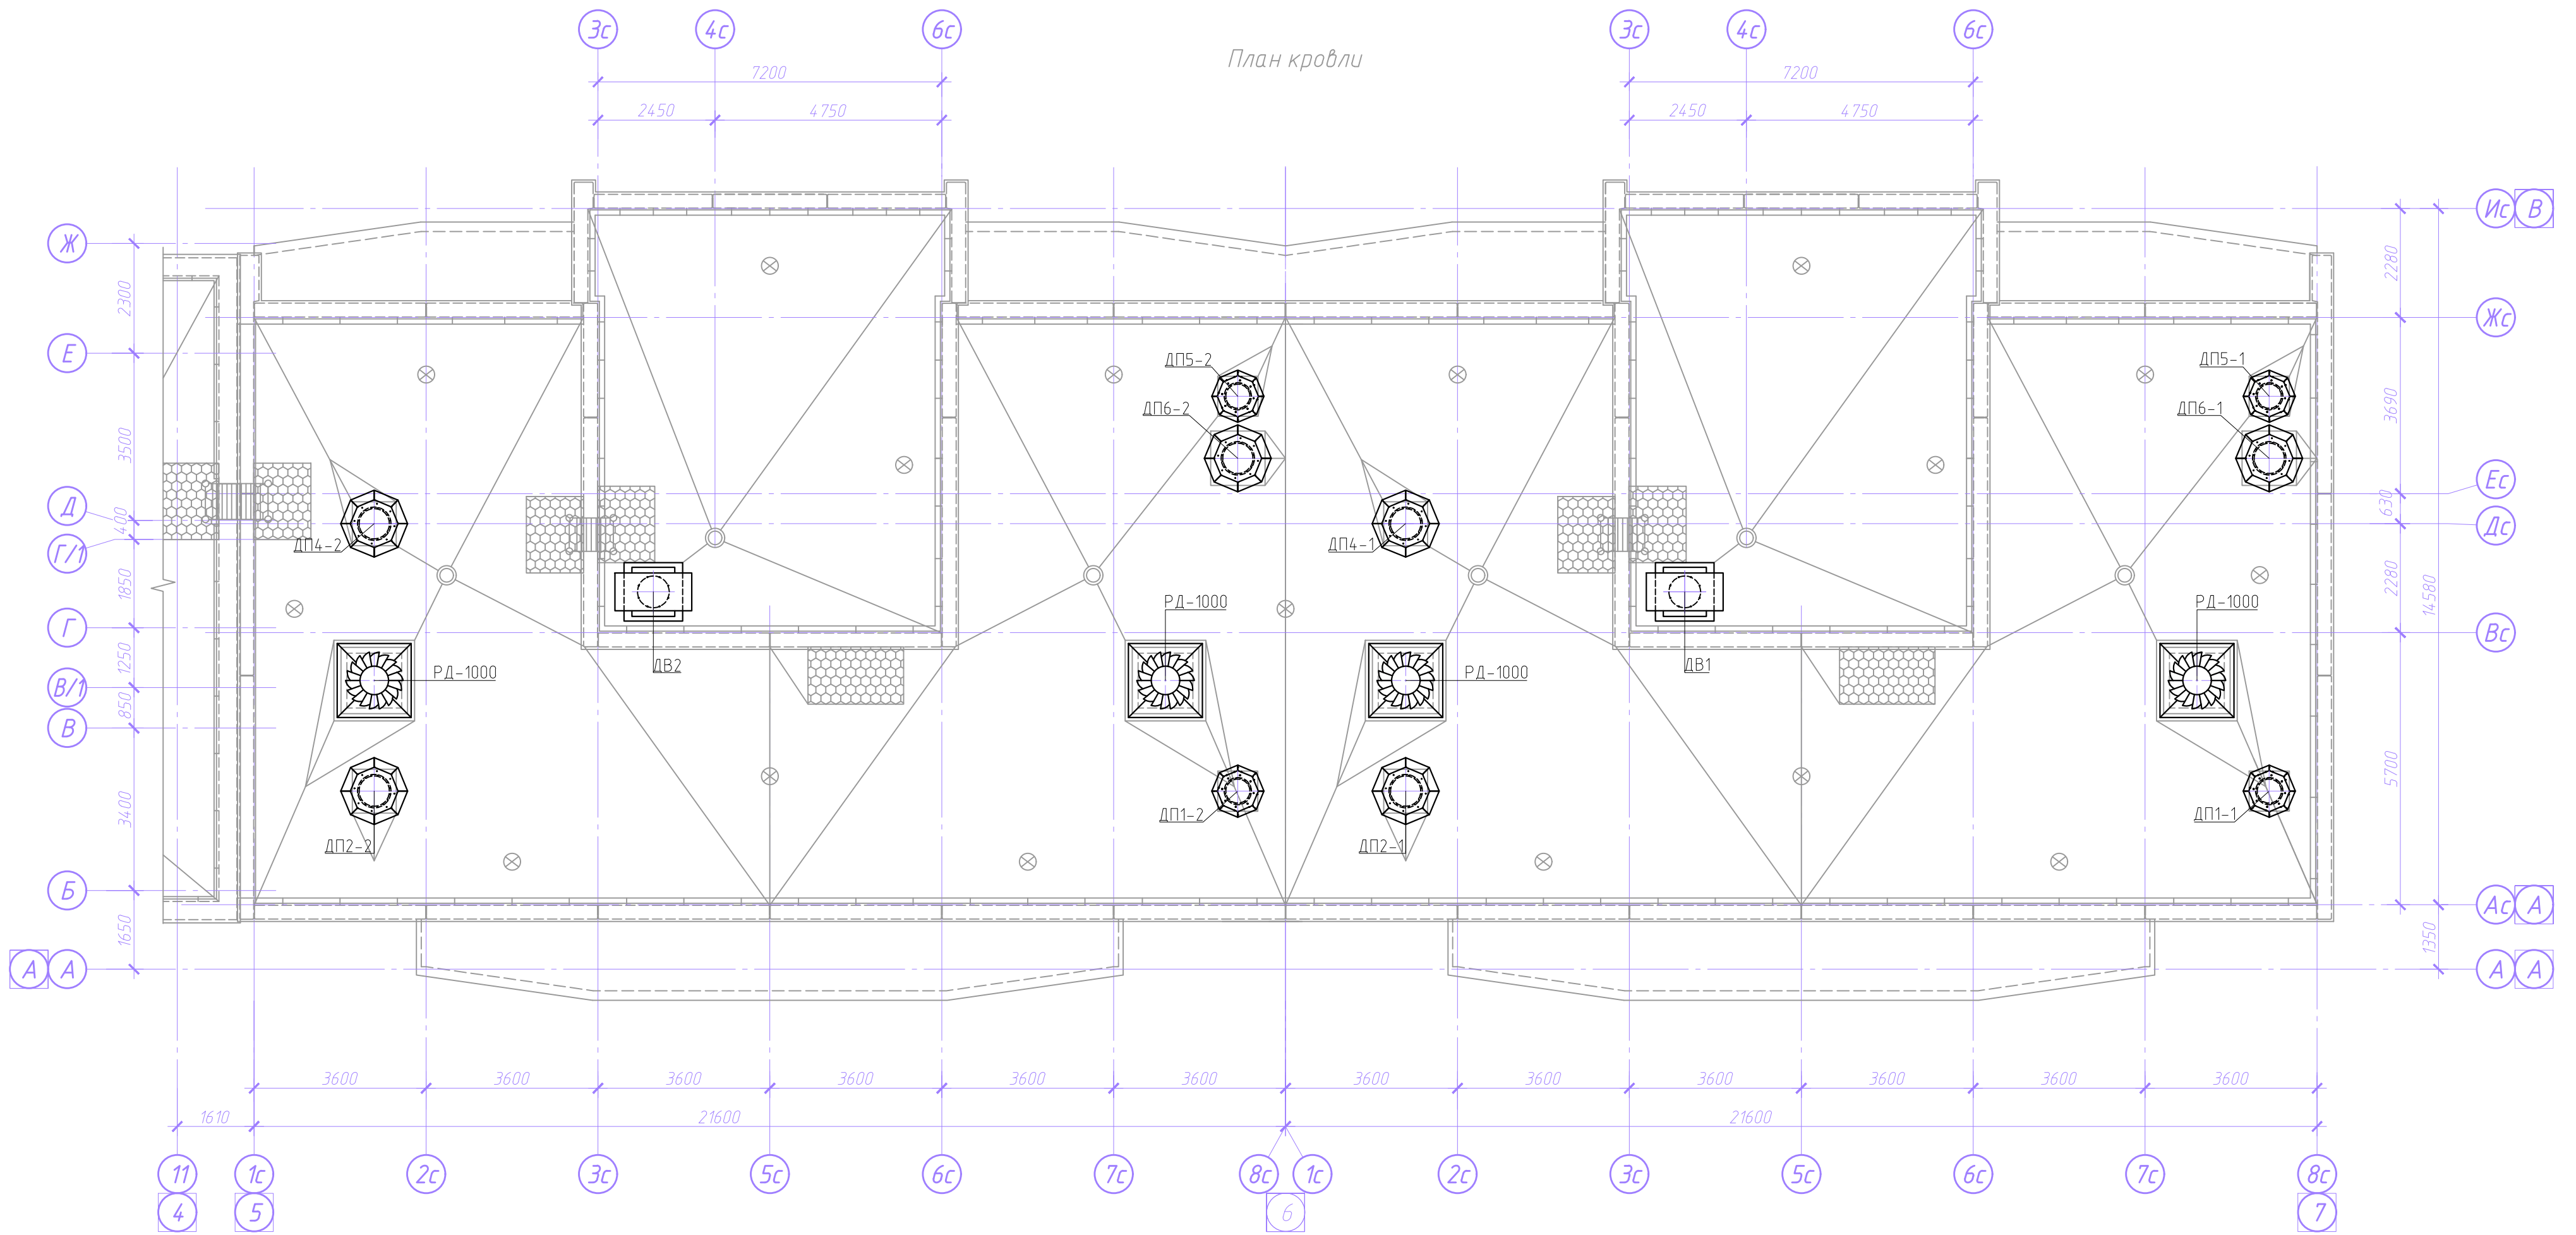 3с 4с 6с 3с 4с 6с
План кровли
7200 7200
2450 4750 2450 4750
Ис В
Ж
2280
2300
Жс
Е
ДП5-2 ДП5-1
ДП6-2 ДП6-1
3690
3500
Ес
Д
630
400
Дс
Г/1
ДП4-2 ДП4-1
1850
2280
14580
РД-1000 РД-1000
Г
Вс
1250
РД-1000 ДВ2 РД-1000 ДВ1
В/1
850
В
5700
3400
ДП1-2 ДП1-1
ДП2-2 ДП2-1
Б
Ас А
1650
1350
А А А А
3600 3600 3600 3600 3600 3600 3600 3600 3600 3600 3600 3600
1610 21600 21600
11 1с 2с 3с 5с 6с 7с 8с 1с 2с 3с 5с 6с 7с 8с
4 5 6 7